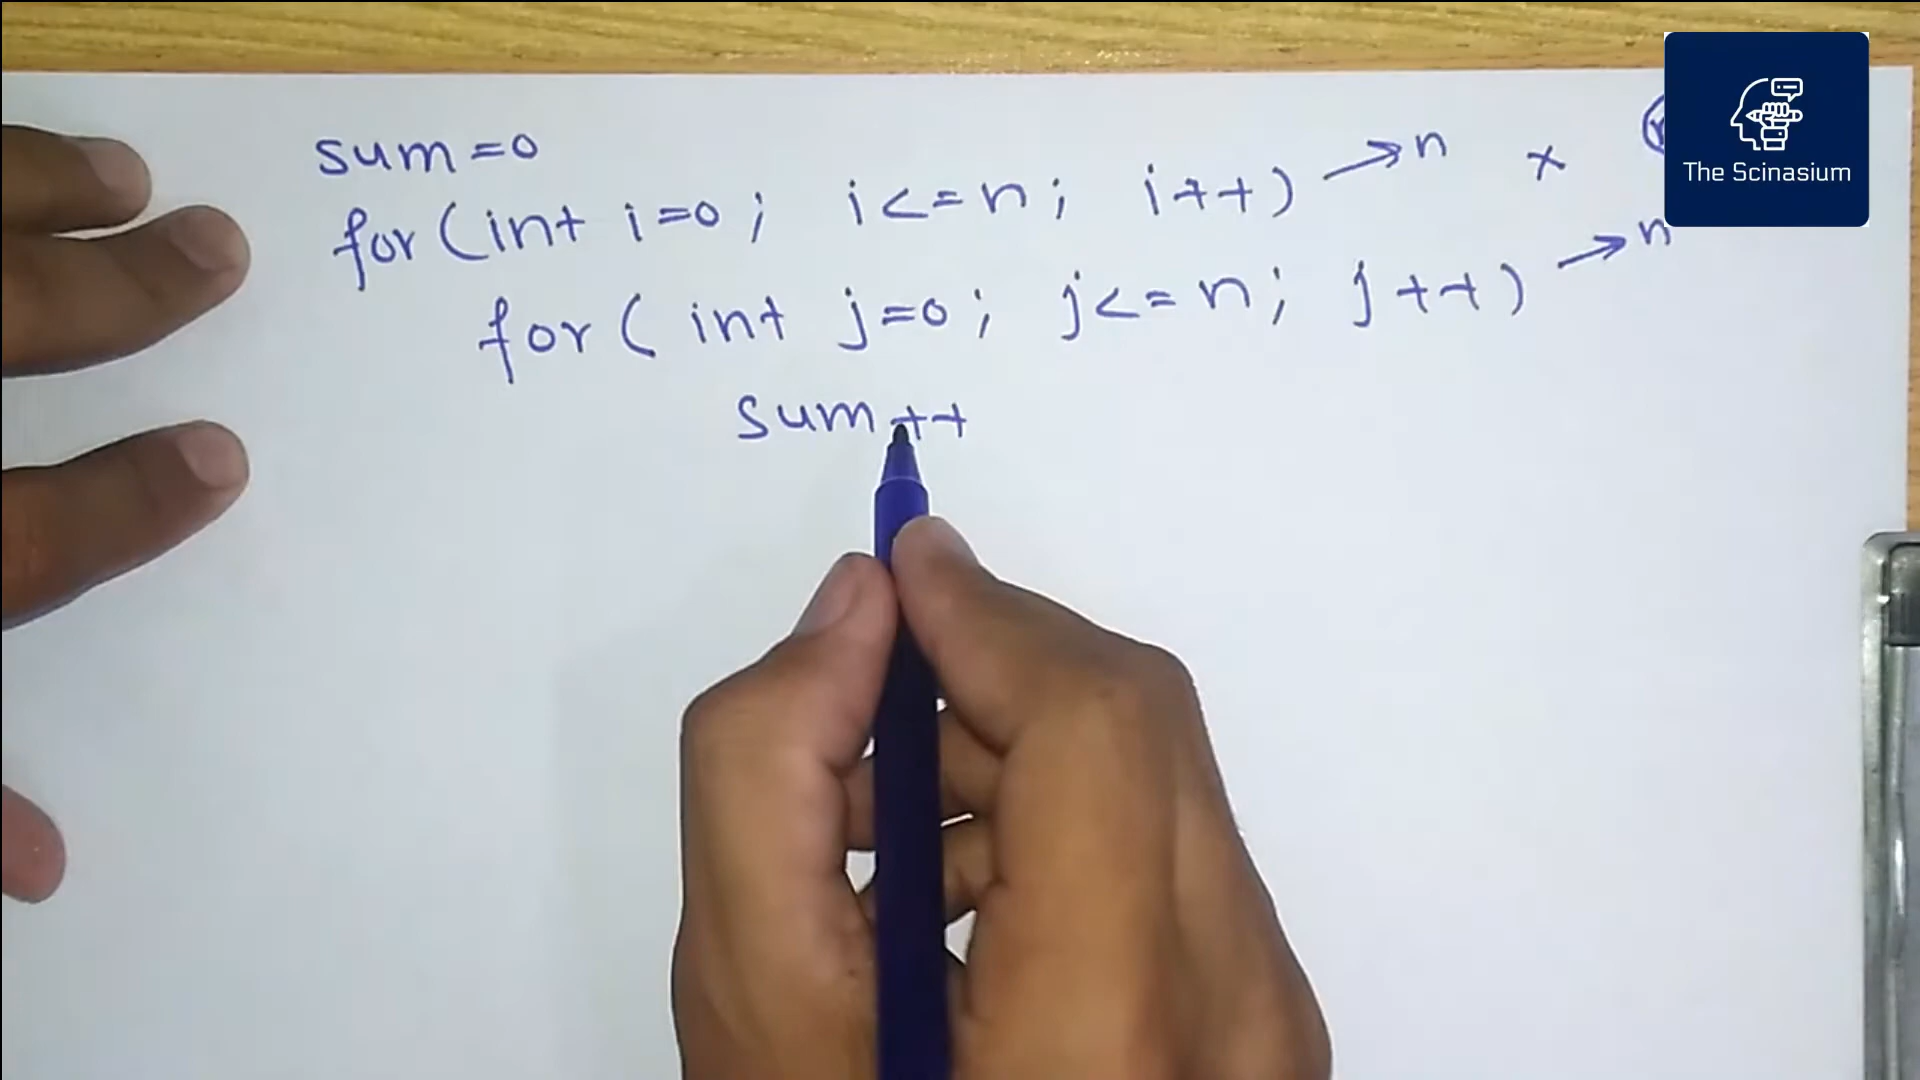 sum=0
for(int i=0; i<=n; i++) → n ×
for( int j=0; j<=n; j++) → n
sum++
The Scinasium